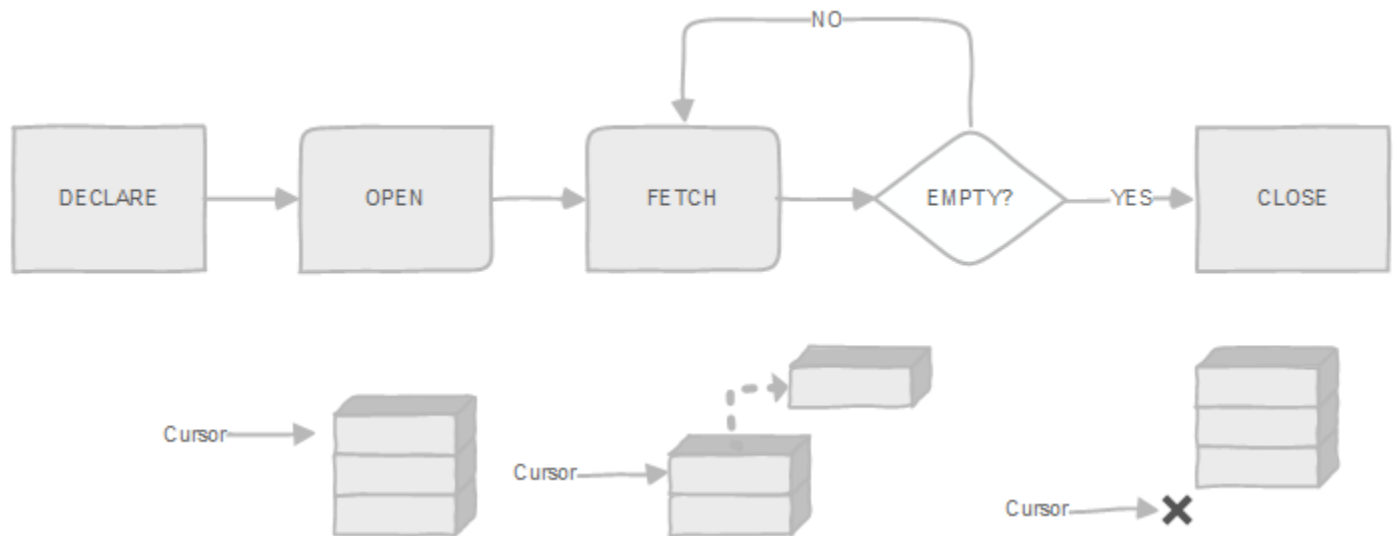 NO
DECLARE
OPEN
FETCH
EMPTY?
YES
CLOSE
Cursor
Cursor
Cursor